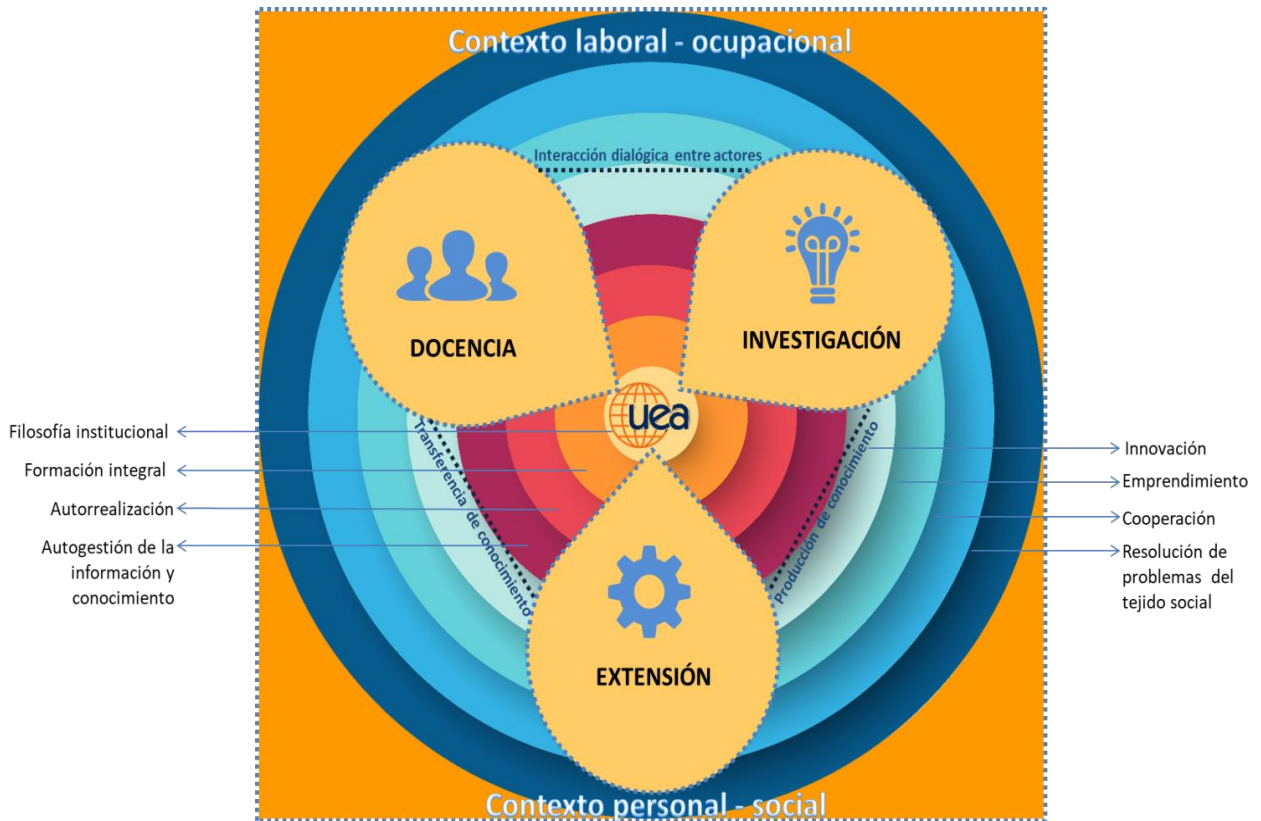 Contexto laboral - ocupacional
Interacción dialógica entre actores
DOCENCIA
INVESTIGACIÓN
uea
Transferencia de conocimiento
Producción de conocimiento
EXTENSIÓN
Filosofía institucional
Formación integral
Autorrealización
Autogestión de la
información y
conocimiento
Innovación
Emprendimiento
Cooperación
Resolución de
problemas del
tejido social
Contexto personal - social